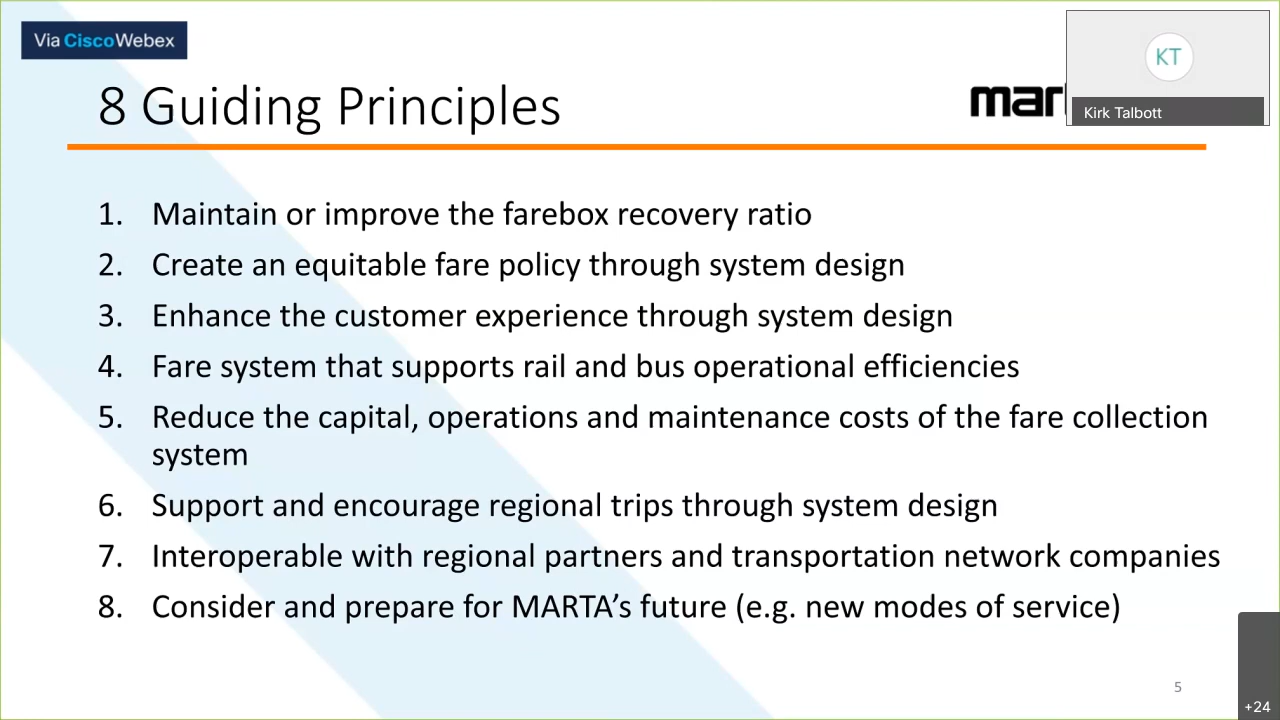 Via CiscoWebex
KT
8 Guiding Principles
Kirk Talbott
1. Maintain or improve the farebox recovery ratio
2. Create an equitable fare policy through system design
3. Enhance the customer experience through system design
4. Fare system that supports rail and bus operational efficiencies
5. Reduce the capital, operations and maintenance costs of the fare collection
system
6. Support and encourage regional trips through system design
7. Interoperable with regional partners and transportation network companies
8. Consider and prepare for MARTA’s future (e.g. new modes of service)
5
+24